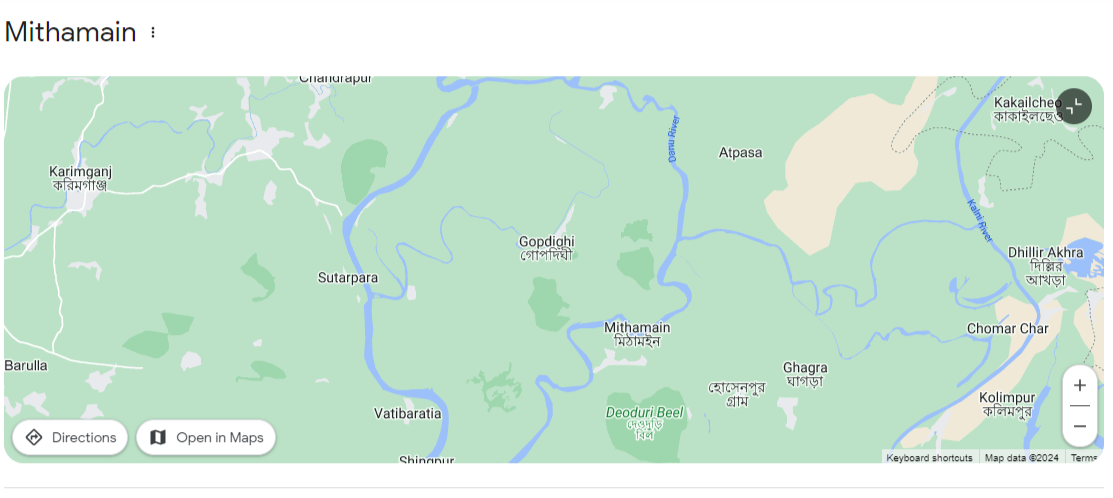 Mithamain
Chandrapur
Kakailcheo
কাকাইলছেও
Danu River
Atpasa
Karimganj
করিমগাঞ্জ
Kalni River
Gopdighi
গোপদিঘী
Dhillir Akhra
দিল্লির
আখড়া
Sutarpara
Mithamain
মিঠামইন
Chomar Char
Barulla
Ghagra
ঘাগড়া
হোসেনপুর
গ্রাম
Kolimpur
কলিমপুর
Vatibaratia
Deoduri Beel
দেওদুড়ি
বিল
+
−
Directions
Open in Maps
Shingpur
Keyboard shortcuts
Map data ©2024
Terms